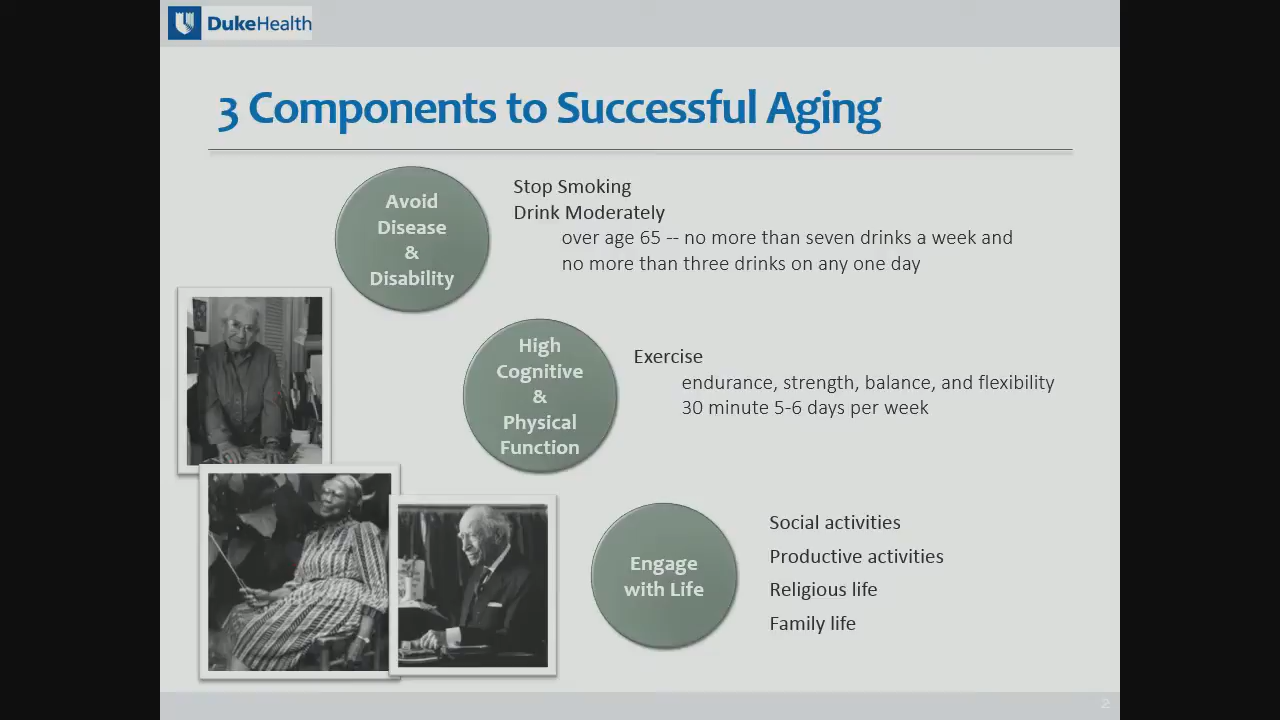 DukeHealth
3 Components to Successful Aging
Avoid
Disease
&
Disability
Stop Smoking
Drink Moderately
over age 65 -- no more than seven drinks a week and
no more than three drinks on any one day
High
Cognitive
&
Physical
Function
Exercise
endurance, strength, balance, and flexibility
30 minute 5-6 days per week
Engage
with Life
Social activities
Productive activities
Religious life
Family life
2